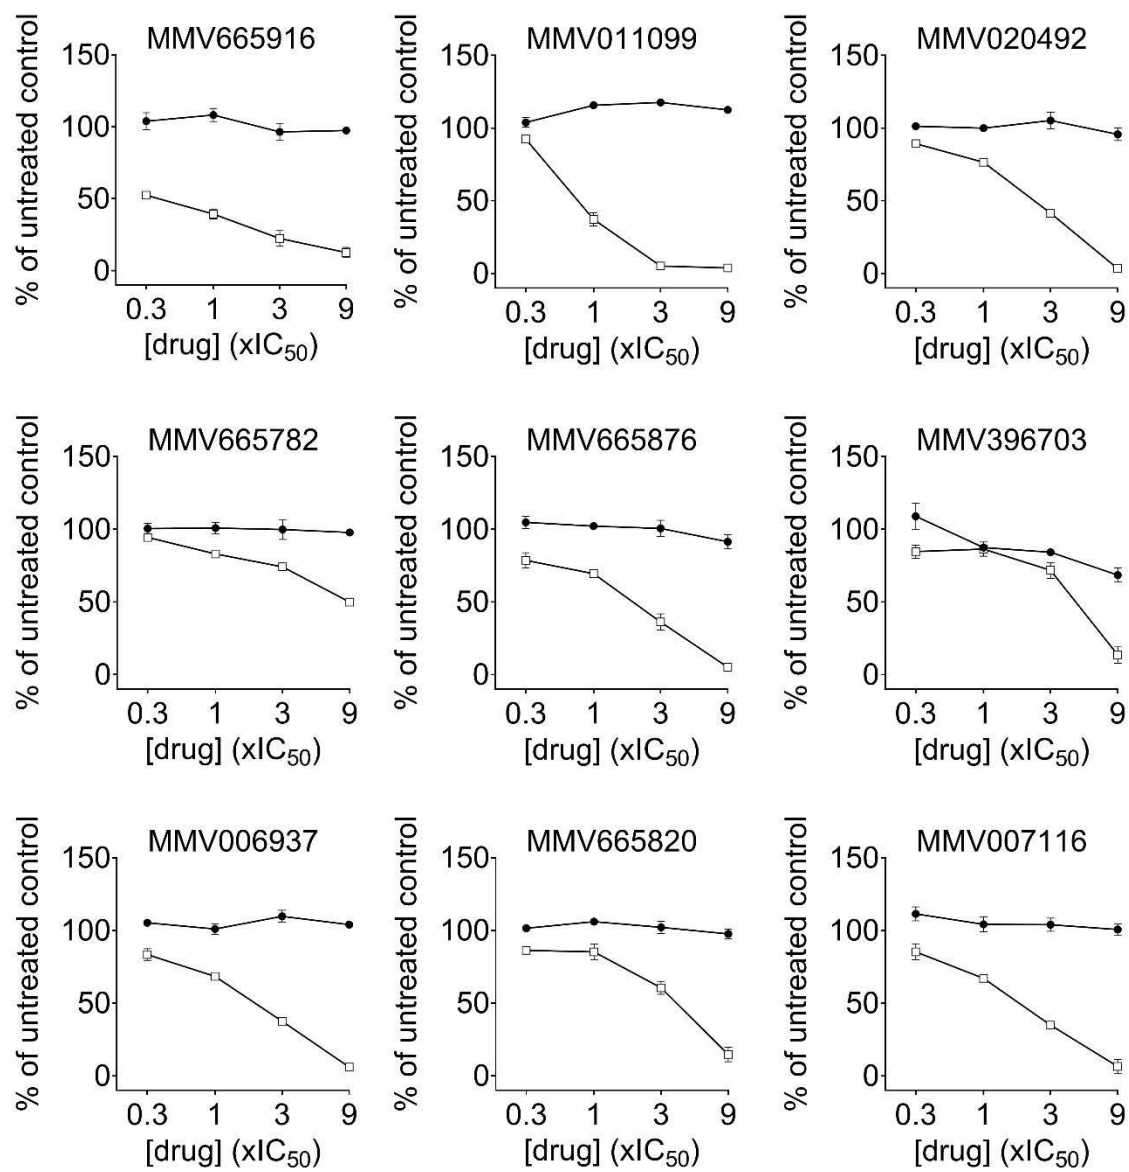 MMV665916
% of untreated control
150
100
50
0
0.3 1 3 9
[drug] (xIC50)
MMV011099
% of untreated control
150
100
50
0
0.3 1 3 9
[drug] (xIC50)
MMV020492
% of untreated control
150
100
50
0
0.3 1 3 9
[drug] (xIC50)
MMV665782
% of untreated control
150
100
50
0
0.3 1 3 9
[drug] (xIC50)
MMV665876
% of untreated control
150
100
50
0
0.3 1 3 9
[drug] (xIC50)
MMV396703
% of untreated control
150
100
50
0
0.3 1 3 9
[drug] (xIC50)
MMV006937
% of untreated control
150
100
50
0
0.3 1 3 9
[drug] (xIC50)
MMV665820
% of untreated control
150
100
50
0
0.3 1 3 9
[drug] (xIC50)
MMV007116
% of untreated control
150
100
50
0
0.3 1 3 9
[drug] (xIC50)